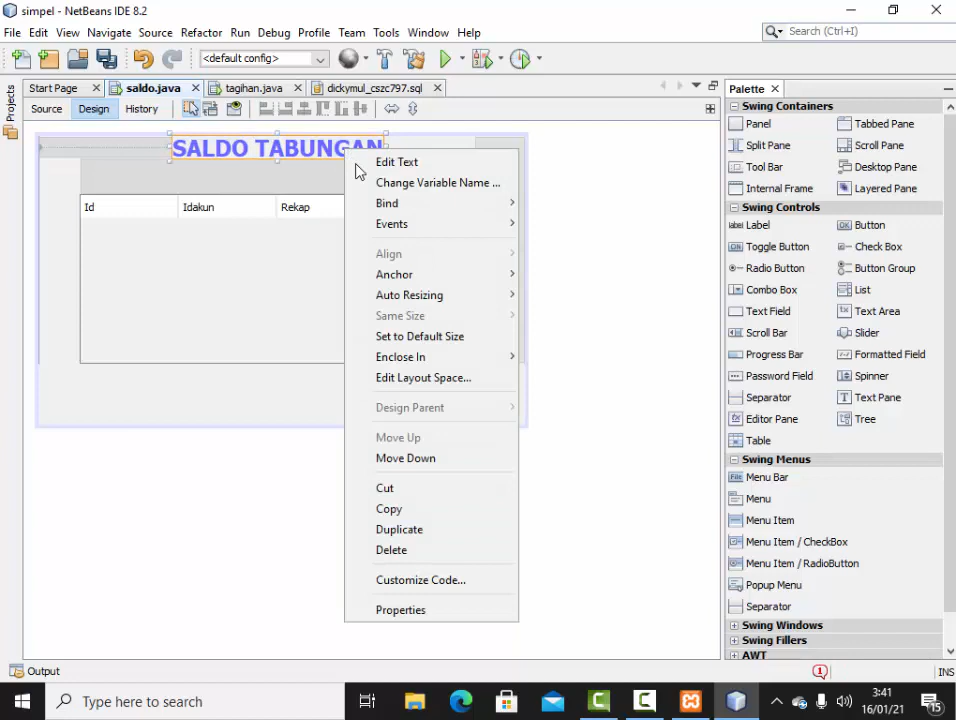 simpel - NetBeans IDE 8.2
File Edit View Navigate Source Refactor Run Debug Profile Team Tools Window Help
Search (Ctrl+I)
<default config>
Start Page saldo.java tagihan.java dickymul_cszc797.sql
Palette
Projects
Source Design History
SALDO TABUNGAN
Id Idakun Rekap
Edit Text
Change Variable Name ...
Bind
Events
Align
Anchor
Auto Resizing
Same Size
Set to Default Size
Enclose In
Edit Layout Space...
Design Parent
Move Up
Move Down
Cut
Copy
Duplicate
Delete
Customize Code...
Properties
Swing Containers
Panel Tabbed Pane
Split Pane Scroll Pane
Tool Bar Desktop Pane
Internal Frame Layered Pane
Swing Controls
label Label OK Button
ON Toggle Button Check Box
Radio Button Button Group
Combo Box List
Text Field Text Area
Scroll Bar Slider
Progress Bar Formatted Field
Password Field Spinner
Separator T Text Pane
Editor Pane Tree
Table
Swing Menus
Menu Bar
Menu
Menu Item
Menu Item / CheckBox
Menu Item / RadioButton
Popup Menu
Separator
Swing Windows
Swing Fillers
AWT
Output
1
INS
Type here to search
3:41
16/01/21
15